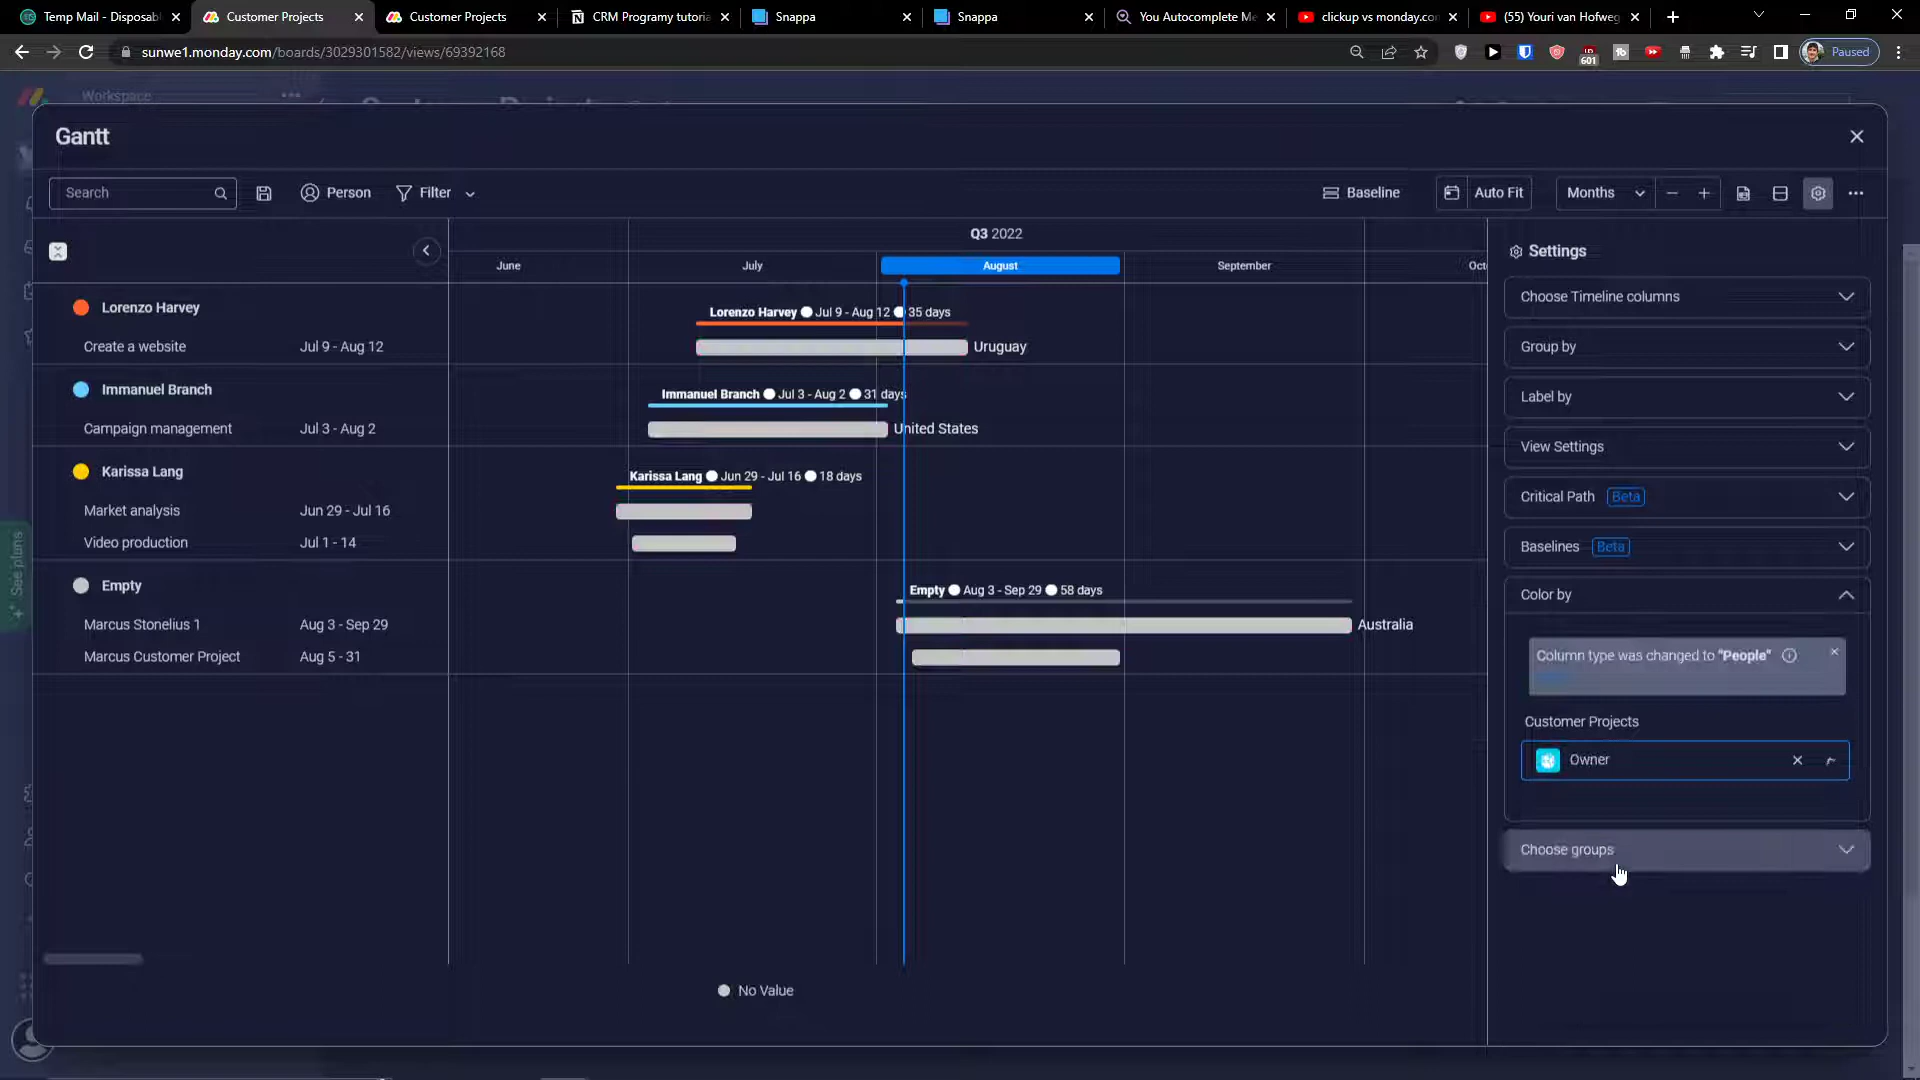 Temp Mail - Disposabl
Customer Projects
Customer Projects
CRM Programy tutoria
Snappa
Snappa
You Autocomplete Me
clickup vs monday.com
(55) Youri van Hofweg
sunwe1.monday.com/boards/3029301582/views/69392168
601
Paused
Workspace
Gantt
Search
Person
Filter
Baseline
Auto Fit
Months
Q3 2022
June
July
August
September
Oct
Settings
Choose Timeline columns
Group by
Label by
View Settings
Critical Path Beta
Baselines Beta
Color by
Column type was changed to "People"
Customer Projects
Owner
Choose groups
Lorenzo Harvey
Lorenzo Harvey Jul 9 - Aug 12 35 days
Create a website Jul 9 - Aug 12
Uruguay
Immanuel Branch
Immanuel Branch Jul 3 - Aug 2 31 days
Campaign management Jul 3 - Aug 2
United States
Karissa Lang
Karissa Lang Jun 29 - Jul 16 18 days
Market analysis Jun 29 - Jul 16
Video production Jul 1 - 14
Empty
Empty Aug 3 - Sep 29 58 days
Marcus Stonelius 1 Aug 3 - Sep 29
Australia
Marcus Customer Project Aug 5 - 31
No Value
See plans